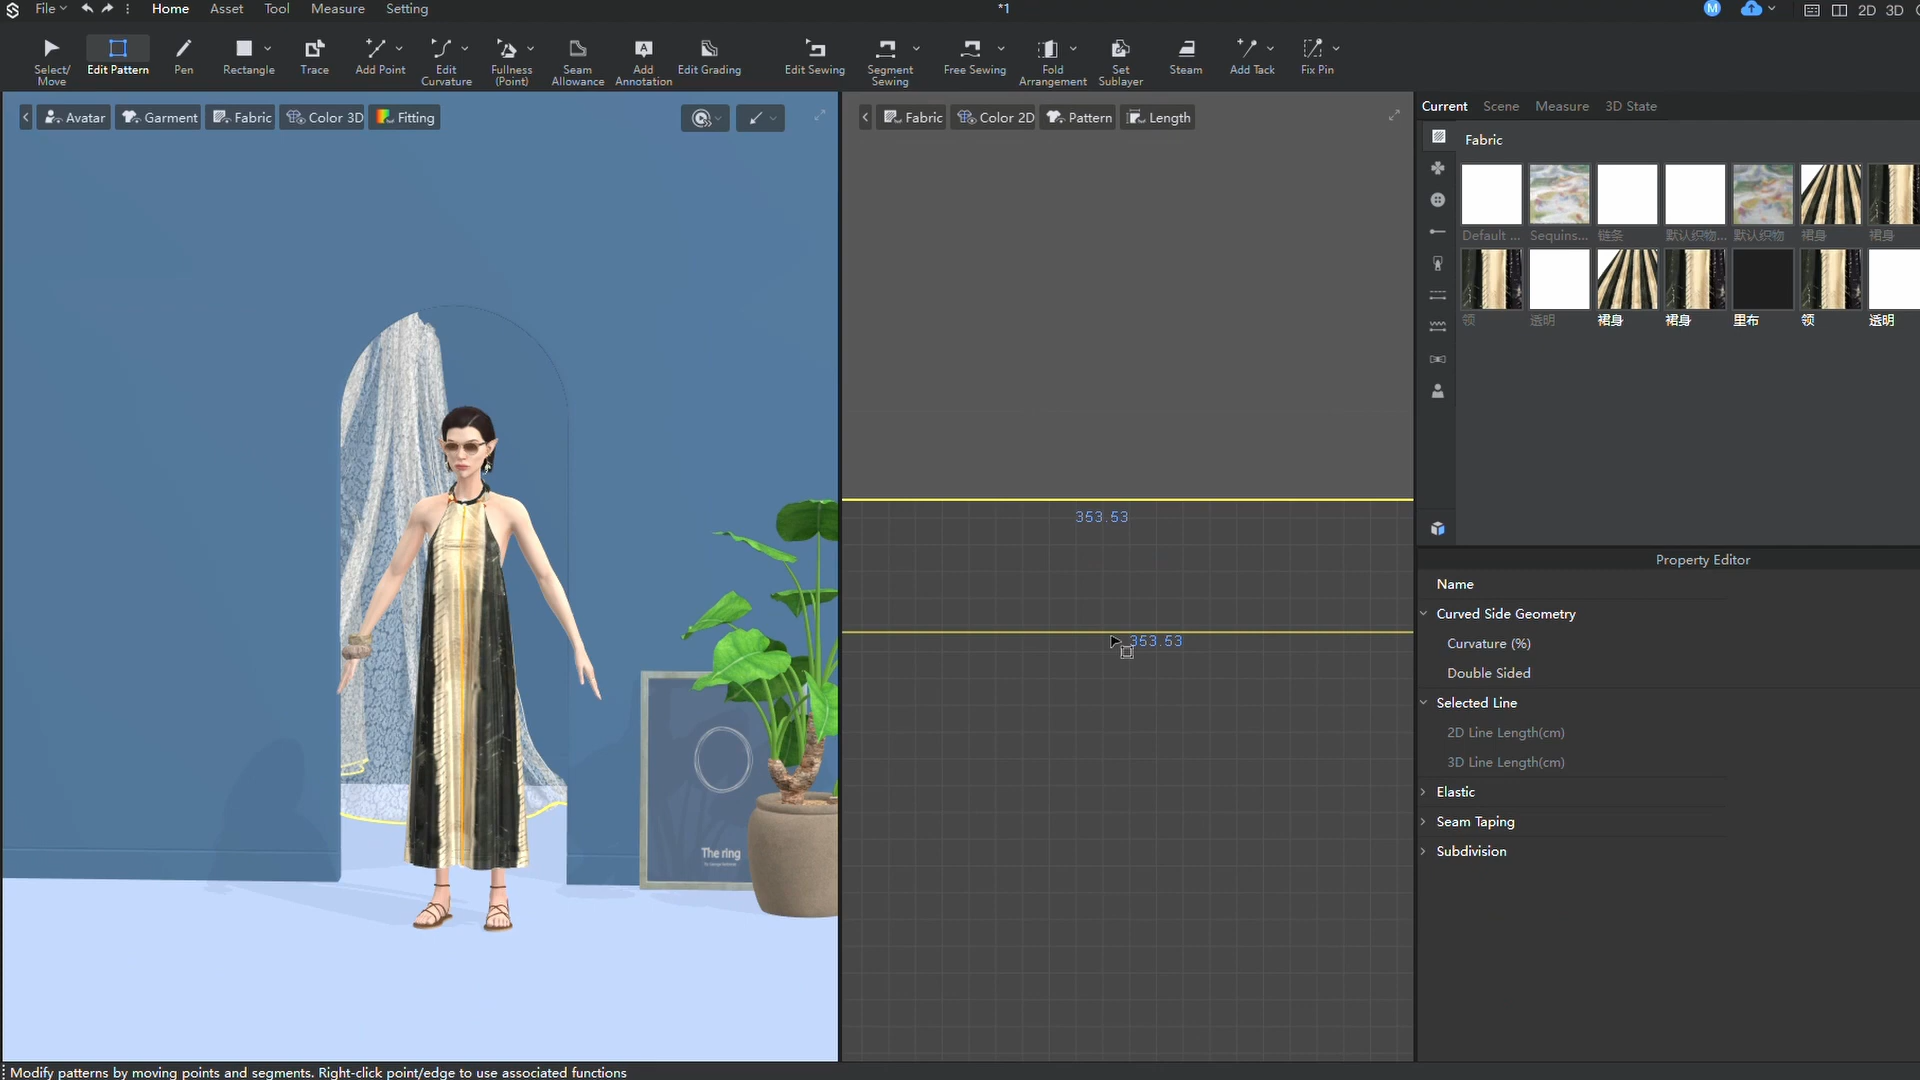 File
Home
Asset
Tool
Measure
Setting
*1
M
2D
3D
Select/
Move
Edit Pattern
Pen
Rectangle
Trace
Add Point
Edit
Curvature
Fullness
(Point)
Seam
Allowance
A
Add
Annotation
Edit Grading
Edit Sewing
Segment
Sewing
Free Sewing
Fold
Arrangement
Set
Sublayer
Steam
Add Tack
Fix Pin
Avatar
Garment
Fabric
Color 3D
Fitting
Fabric
Color 2D
Pattern
Length
Current
Scene
Measure
3D State
Fabric
Default ...
Sequins...
链条
默认织物...
默认织物
裙身
裙身
领
透明
裙身
裙身
里布
领
透明
353.53
353.53
The ring
Property Editor
Name
Curved Side Geometry
Curvature (%)
Double Sided
Selected Line
2D Line Length(cm)
3D Line Length(cm)
Elastic
Seam Taping
Subdivision
Modify patterns by moving points and segments. Right-click point/edge to use associated functions